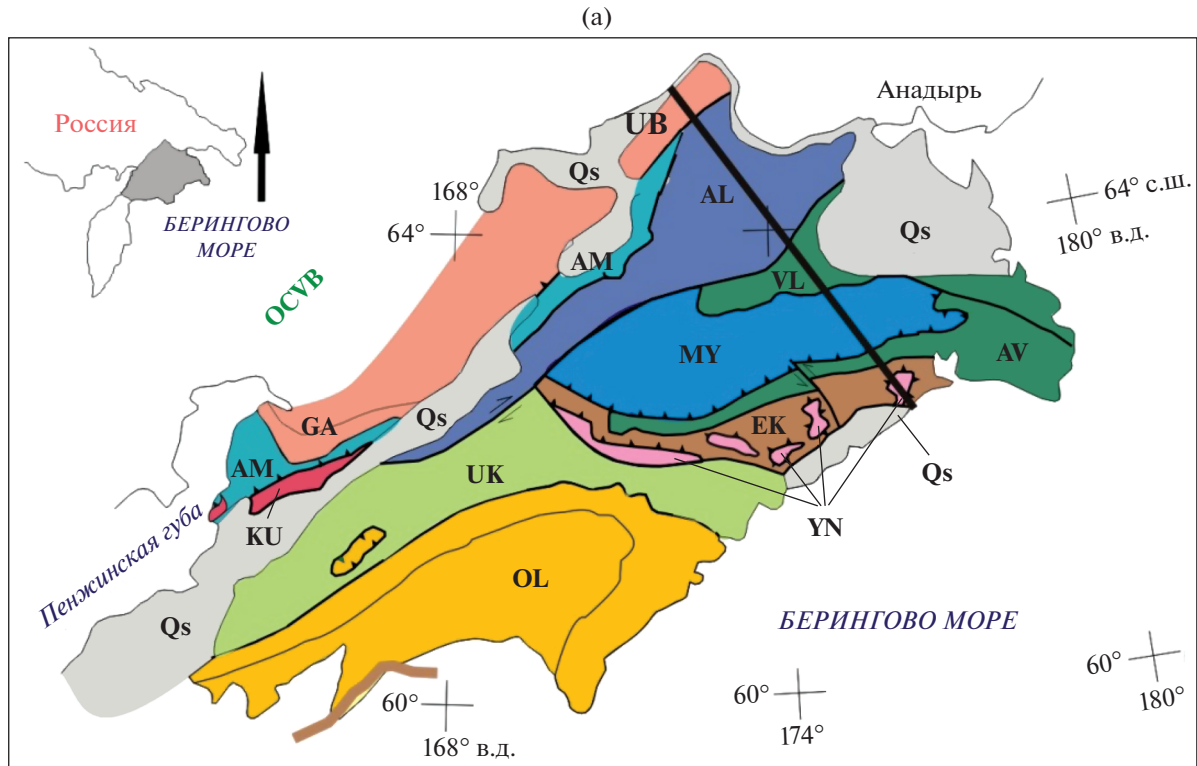 (а)
Россия
БЕРИНГОВО
МОРЕ
Анадырь
UB
Qs
168°
64°
AL
64° с.ш.
180° в.д.
Qs
AM
VL
OCVB
MY
AV
GA
Qs
EK
AM
UK
Qs
KU
YN
Пенжинская губа
OL
Qs
БЕРИНГОВО МОРЕ
60°
180°
60°
174°
60°
168° в.д.